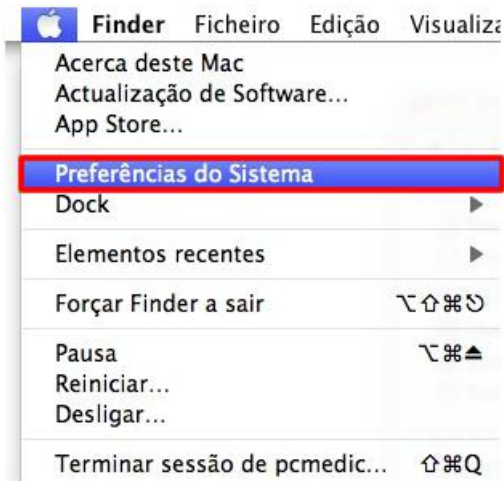 Finder Ficheiro Edição Visualiza
Acerca deste Mac
Actualização de Software...
App Store...
Preferências do Sistema
Dock
Elementos recentes
Forçar Finder a sair ⌥⇧⌘⎋
Pausa ⌥⌘⏏
Reiniciar...
Desligar...
Terminar sessão de pcmedic... ⇧⌘Q